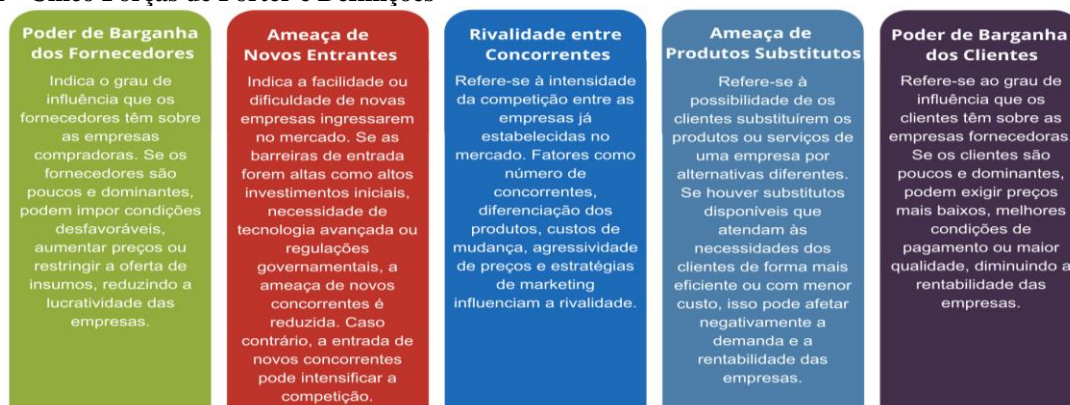 Cinco Forças de Porter e Definições
Poder de Barganha
dos Fornecedores
Indica o grau de
influência que os
fornecedores têm sobre
as empresas
compradoras. Se os
fornecedores são
poucos e dominantes,
podem impor condições
desfavoráveis,
aumentar preços ou
restringir a oferta de
insumos, reduzindo a
lucratividade das
empresas.
Ameaça de
Novos Entrantes
Indica a facilidade ou
dificuldade de novas
empresas ingressarem
no mercado. Se as
barreiras de entrada
forem altas como altos
investimentos iniciais,
necessidade de
tecnologia avançada ou
regulações
governamentais, a
ameaça de novos
concorrentes é
reduzida. Caso
contrário, a entrada de
novos concorrentes
pode intensificar a
competição.
Rivalidade entre
Concorrentes
Refere-se à intensidade
da competição entre as
empresas já
estabelecidas no
mercado. Fatores como
número de
concorrentes,
diferenciação dos
produtos, custos de
mudança, agressividade
de preços e estratégias
de marketing
influenciam a rivalidade.
Ameaça de
Produtos Substitutos
Refere-se à
possibilidade de os
clientes substituírem os
produtos ou serviços de
uma empresa por
alternativas diferentes.
Se houver substitutos
disponíveis que
atendam às
necessidades dos
clientes de forma mais
eficiente ou com menor
custo, isso pode afetar
negativamente a
demanda e a
rentabilidade das
empresas.
Poder de Barganha
dos Clientes
Refere-se ao grau de
influência que os
clientes têm sobre as
empresas fornecedoras
Se os clientes são
poucos e dominantes,
podem exigir preços
mais baixos, melhores
condições de
pagamento ou maior
qualidade, diminuindo a
rentabilidade das
empresas.